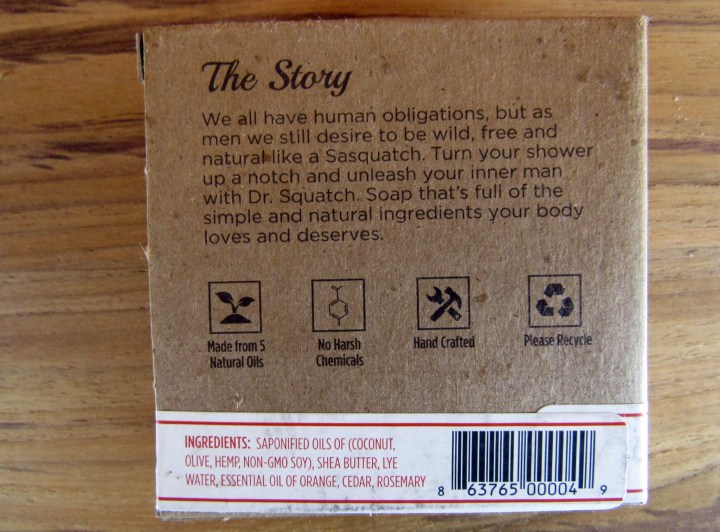 The Story
We all have human obligations, but as
men we still desire to be wild, free and
natural like a Sasquatch. Turn your shower
up a notch and unleash your inner man
with Dr. Squatch. Soap that's full of the
simple and natural ingredients your body
loves and deserves.
Made from 5
Natural Oils
No Harsh
Chemicals
Hand Crafted
Please Recycle
INGREDIENTS: SAPONIFIED OILS OF (COCONUT,
OLIVE, HEMP, NON-GMO SOY), SHEA BUTTER, LYE
WATER, ESSENTIAL OIL OF ORANGE, CEDAR, ROSEMARY
8 63765 00004 9